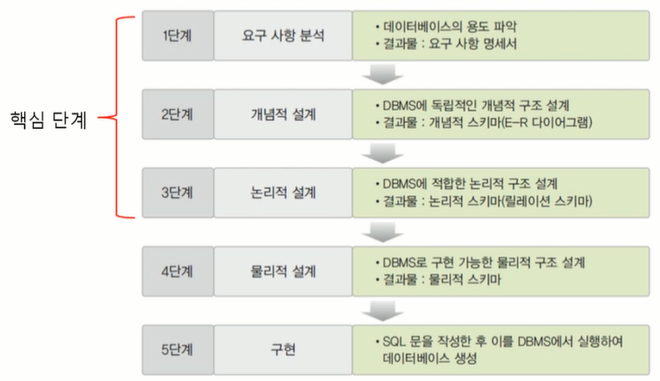 핵심 단계
1단계
요구 사항 분석
• 데이터베이스의 용도 파악
• 결과물 : 요구 사항 명세서
2단계
개념적 설계
• DBMS에 독립적인 개념적 구조 설계
• 결과물 : 개념적 스키마(E-R 다이어그램)
3단계
논리적 설계
• DBMS에 적합한 논리적 구조 설계
• 결과물 : 논리적 스키마(릴레이션 스키마)
4단계
물리적 설계
• DBMS로 구현 가능한 물리적 구조 설계
• 결과물 : 물리적 스키마
5단계
구현
• SQL 문을 작성한 후 이를 DBMS에서 실행하여
데이터베이스 생성